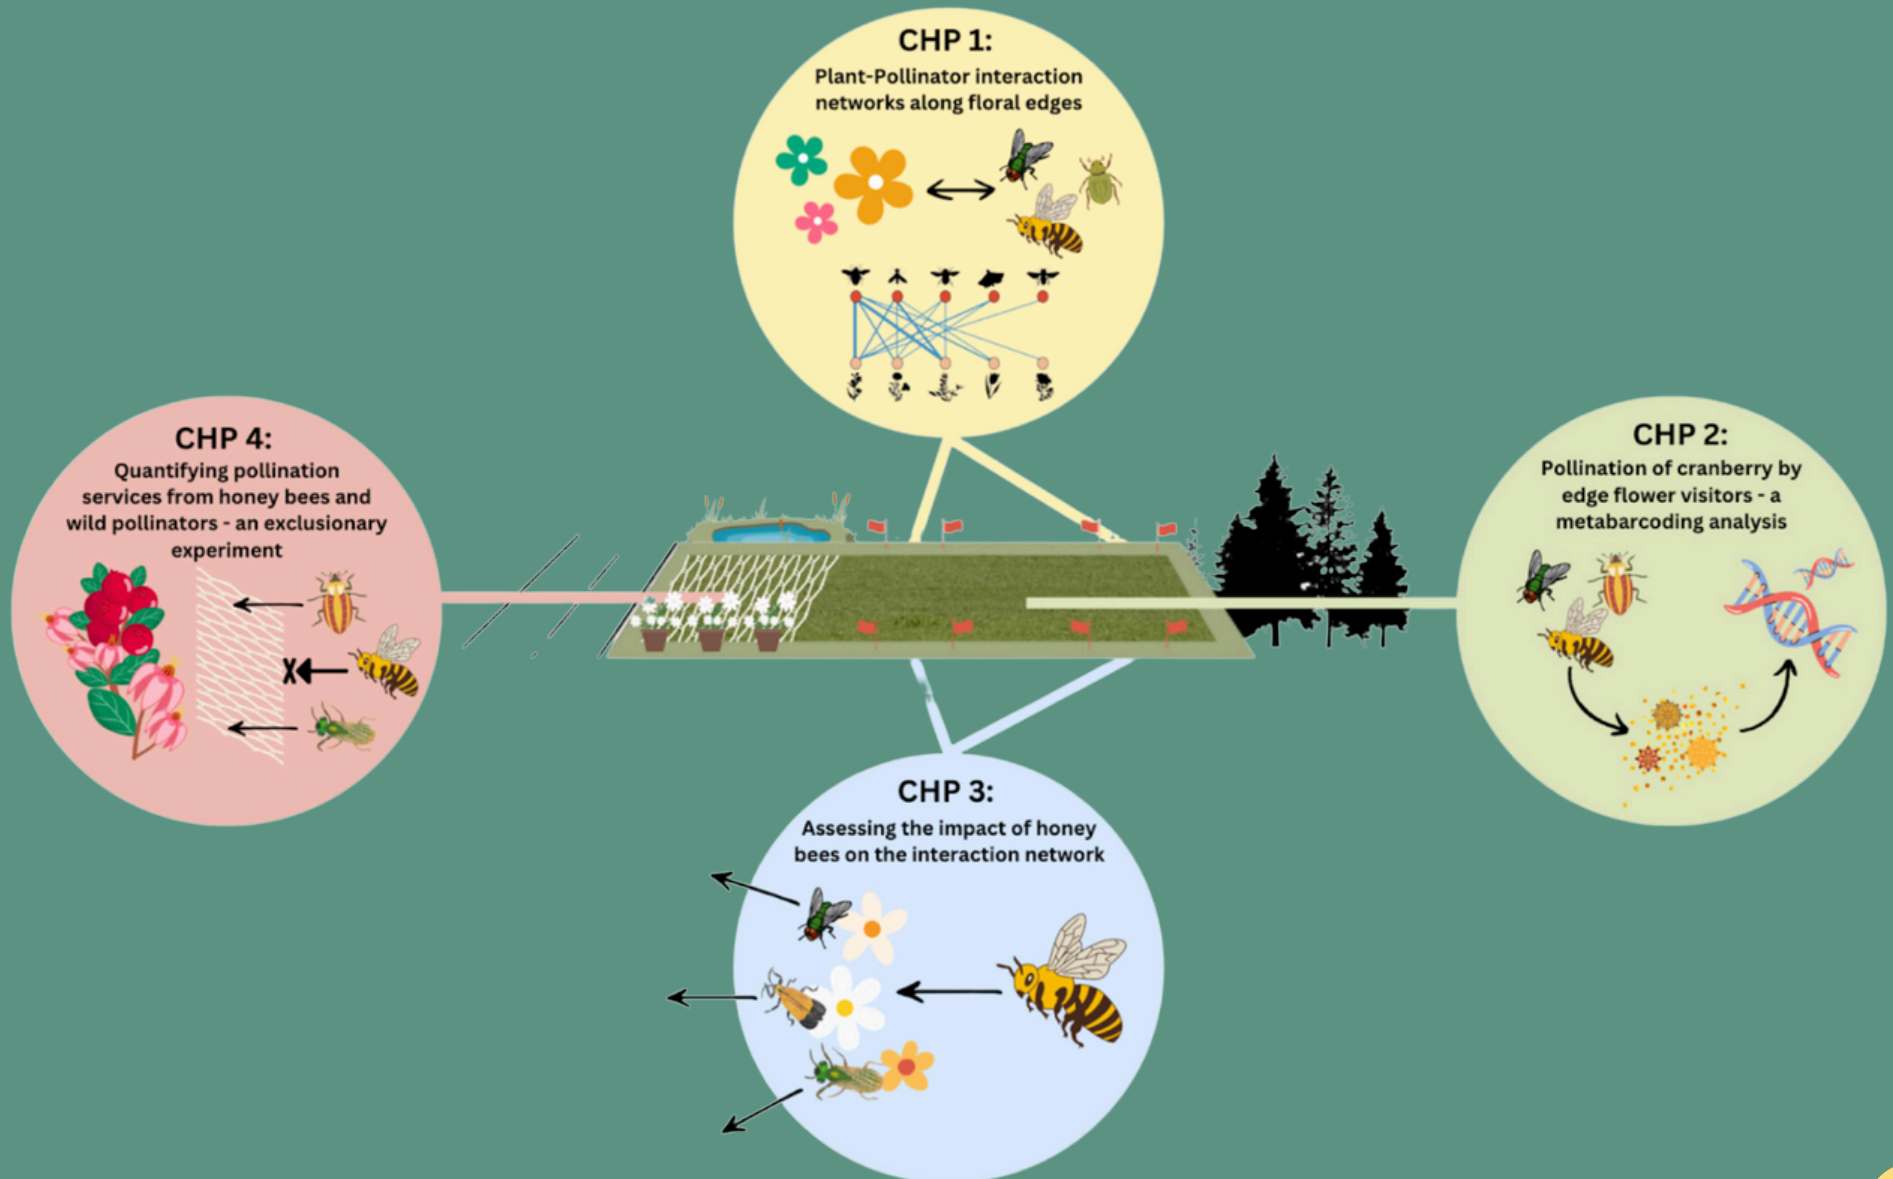 CHP 1:
Plant-Pollinator interaction
networks along floral edges
CHP 4:
Quantifying pollination
services from honey bees and
wild pollinators - an exclusionary
experiment
X
CHP 2:
Pollination of cranberry by
edge flower visitors - a
metabarcoding analysis
CHP 3:
Assessing the impact of honey
bees on the interaction network